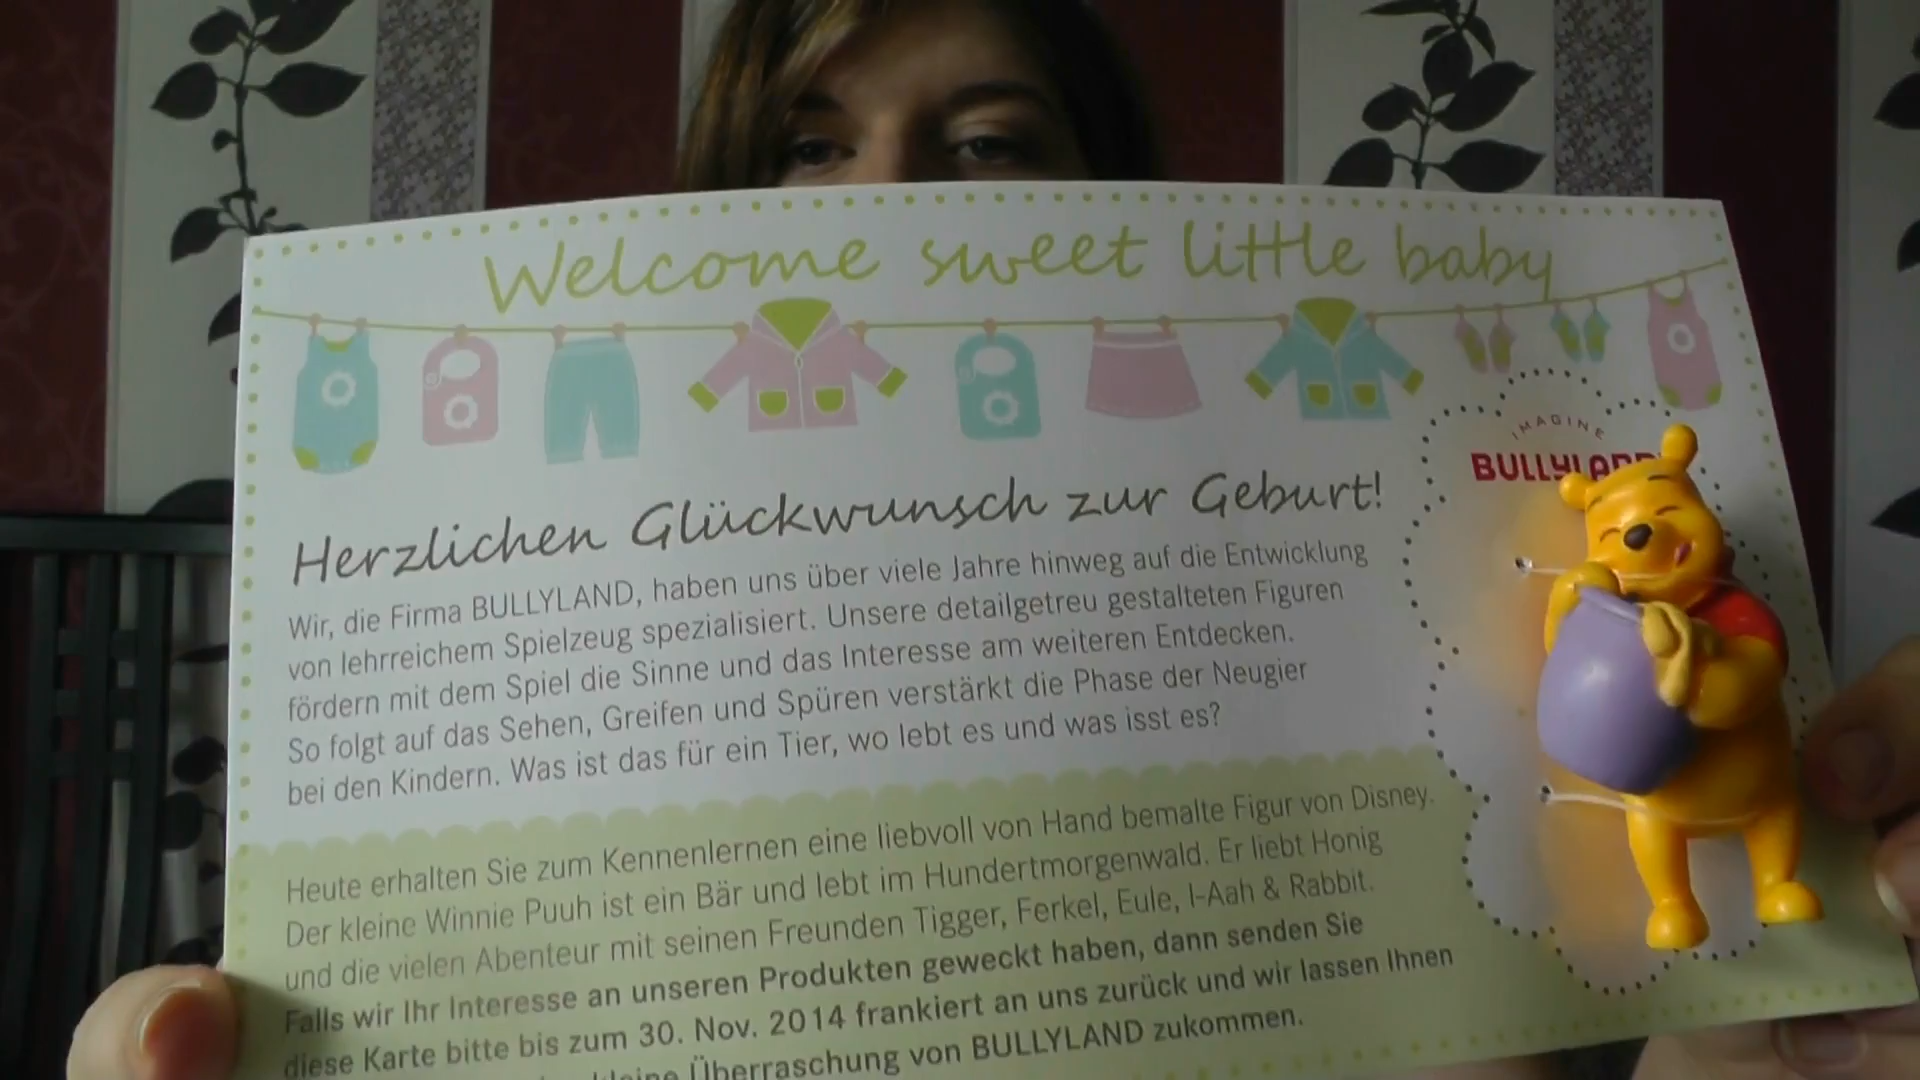 Welcome sweet little baby
IMAGINE
BULLYLAND
Herzlichen Glückwunsch zur Geburt!
Wir, die Firma BULLYLAND, haben uns über viele Jahre hinweg auf die Entwicklung
von lehrreichem Spielzeug spezialisiert. Unsere detailgetreu gestalteten Figuren
fördern mit dem Spiel die Sinne und das Interesse am weiteren Entdecken.
So folgt auf das Sehen, Greifen und Spüren verstärkt die Phase der Neugier
bei den Kindern. Was ist das für ein Tier, wo lebt es und was isst es?
Heute erhalten Sie zum Kennenlernen eine liebvoll von Hand bemalte Figur von Disney.
Der kleine Winnie Puuh ist ein Bär und lebt im Hundertmorgenwald. Er liebt Honig
und die vielen Abenteur mit seinen Freunden Tigger, Ferkel, Eule, I-Aah & Rabbit.
Falls wir Ihr Interesse an unseren Produkten geweckt haben, dann senden Sie
diese Karte bitte bis zum 30. Nov. 2014 frankiert an uns zurück und wir lassen Ihnen
kleine Überraschung von BULLYLAND zukommen.